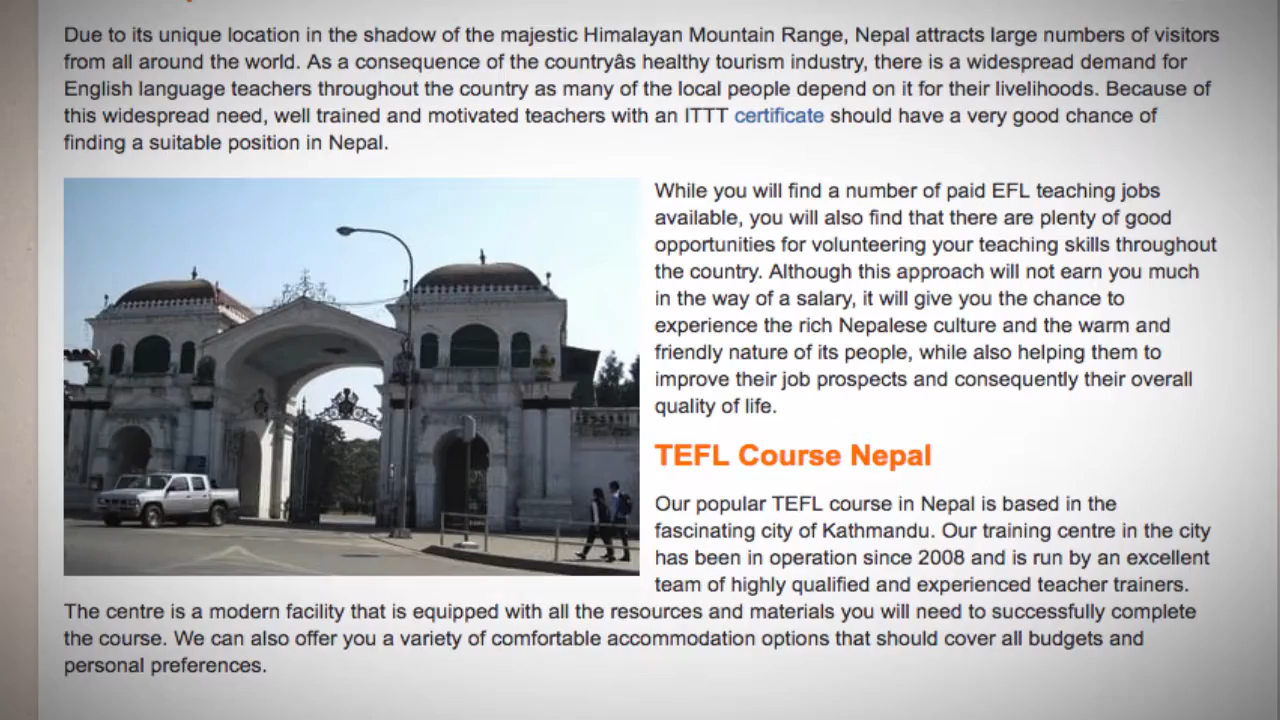 Due to its unique location in the shadow of the majestic Himalayan Mountain Range, Nepal attracts large numbers of visitors
from all around the world. As a consequence of the countryâs healthy tourism industry, there is a widespread demand for
English language teachers throughout the country as many of the local people depend on it for their livelihoods. Because of
this widespread need, well trained and motivated teachers with an ITTT certificate should have a very good chance of
finding a suitable position in Nepal.
While you will find a number of paid EFL teaching jobs
available, you will also find that there are plenty of good
opportunities for volunteering your teaching skills throughout
the country. Although this approach will not earn you much
in the way of a salary, it will give you the chance to
experience the rich Nepalese culture and the warm and
friendly nature of its people, while also helping them to
improve their job prospects and consequently their overall
quality of life.
TEFL Course Nepal
Our popular TEFL course in Nepal is based in the
fascinating city of Kathmandu. Our training centre in the city
has been in operation since 2008 and is run by an excellent
team of highly qualified and experienced teacher trainers.
The centre is a modern facility that is equipped with all the resources and materials you will need to successfully complete
the course. We can also offer you a variety of comfortable accommodation options that should cover all budgets and
personal preferences.